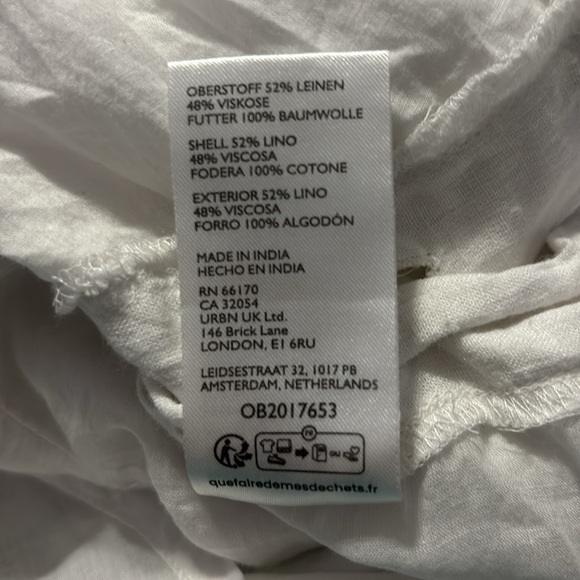 OBERSTOFF 52% LEINEN
48% VISKOSE
FUTTER 100% BAUMWOLLE
SHELL 52% LINO
48% VISCOSA
FODERA 100% COTONE
EXTERIOR 52% LINO
48% VISCOSA
FORRO 100% ALGODÓN
MADE IN INDIA
HECHO EN INDIA
RN 66170
CA 32054
URBN UK Ltd.
146 Brick Lane
LONDON, E1 6RU
LEIDSESTRAAT 32, 1017 PB
AMSTERDAM, NETHERLANDS
OB2017653
FR
OU
quefairedemesdechets.fr